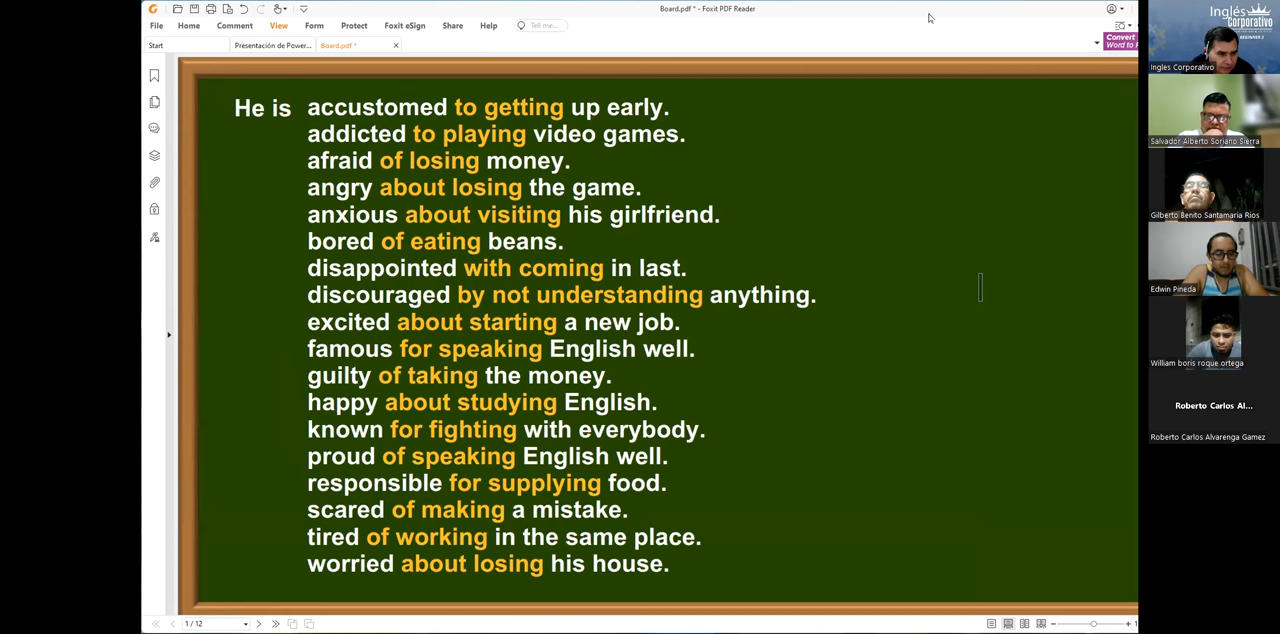 Board.pdf * - Foxit PDF Reader
File Home Comment View Form Protect Foxit eSign Share Help Tell me...
Start Presentación de Power... Board.pdf *
Convert
Word to
He is accustomed to getting up early.
addicted to playing video games.
afraid of losing money.
angry about losing the game.
anxious about visiting his girlfriend.
bored of eating beans.
disappointed with coming in last.
discouraged by not understanding anything.
excited about starting a new job.
famous for speaking English well.
guilty of taking the money.
happy about studying English.
known for fighting with everybody.
proud of speaking English well.
responsible for supplying food.
scared of making a mistake.
tired of working in the same place.
worried about losing his house.
1 / 12
Inglés
Corporativo
BEGINNER 2
Ingles Corporativo
Salvador Alberto Soriano Sierra
Gilberto Benito Santamaria Rios
Edwin Pineda
William boris roque ortega
Roberto Carlos Al...
Roberto Carlos Alvarenga Gamez